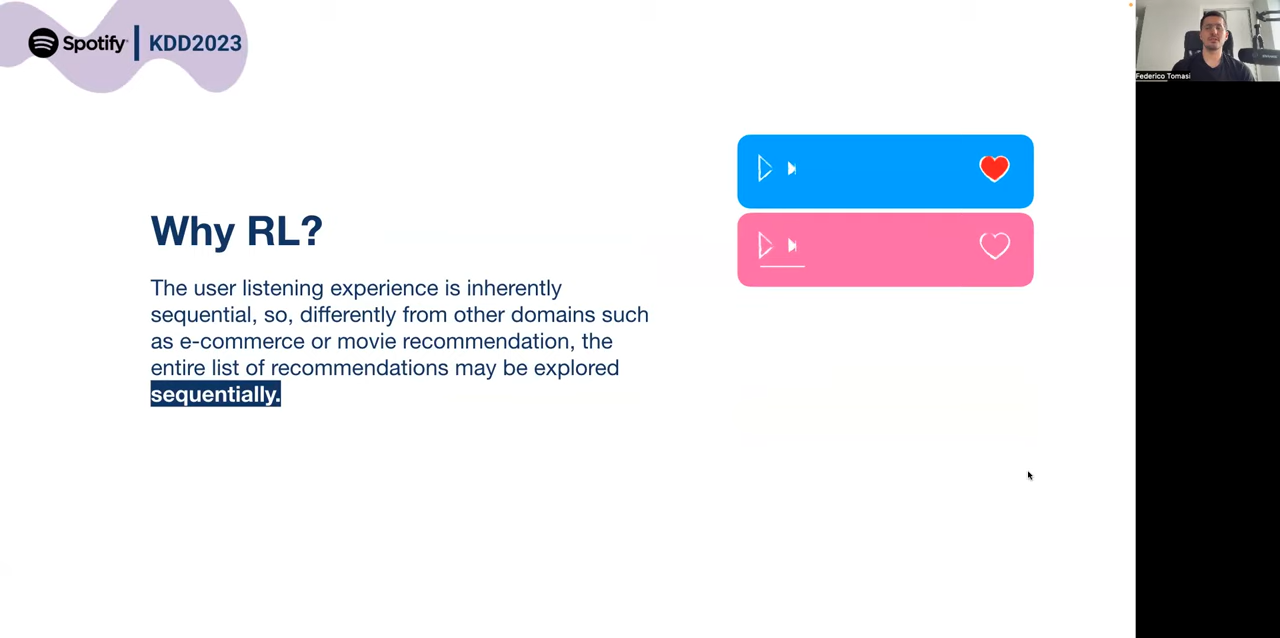 Spotify | KDD2023
Federico Tomasi
Why RL?
The user listening experience is inherently
sequential, so, differently from other domains such
as e-commerce or movie recommendation, the
entire list of recommendations may be explored
sequentially.